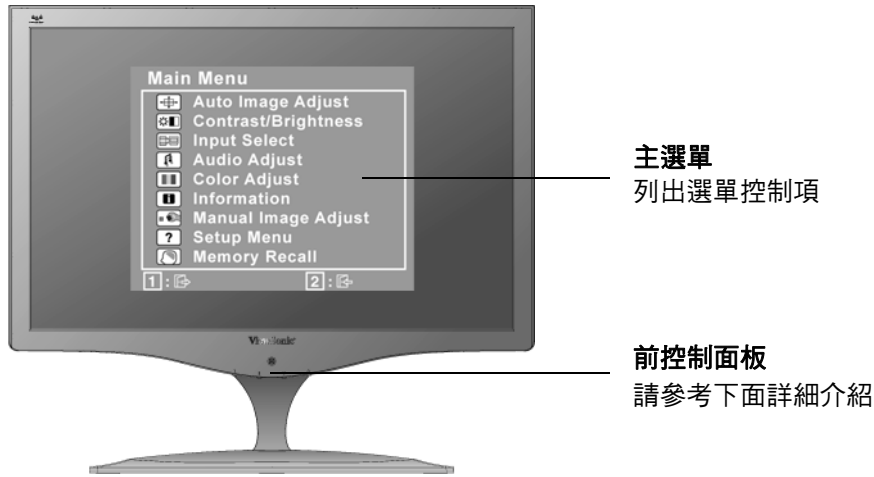 Main Menu
Auto Image Adjust
Contrast/Brightness
Input Select
Audio Adjust
Color Adjust
Information
Manual Image Adjust
? Setup Menu
Memory Recall
1 : 2 :
ViewSonic
主選單
列出選單控制項
前控制面板
請參考下面詳細介紹